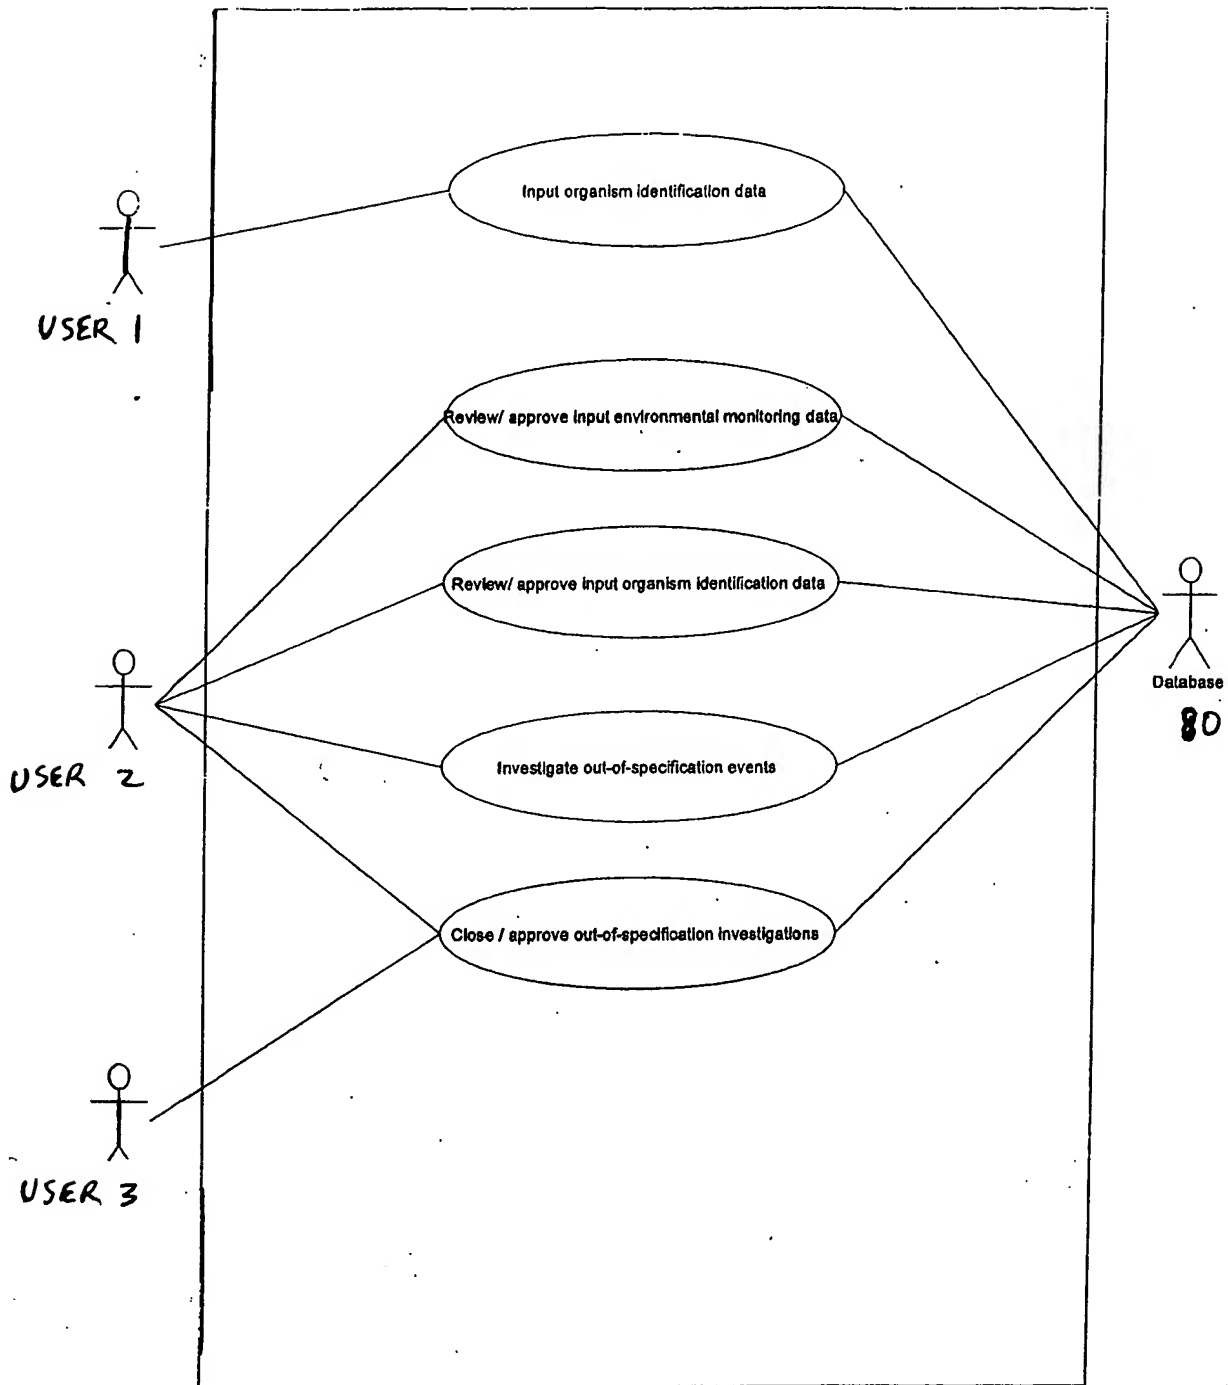 Input organism identification data
USER 1
Review/ approve input environmental monitoring data
Review/ approve input organism identification data
Database
80
USER 2
Investigate out-of-specification events
Close / approve out-of-specification investigations
USER 3